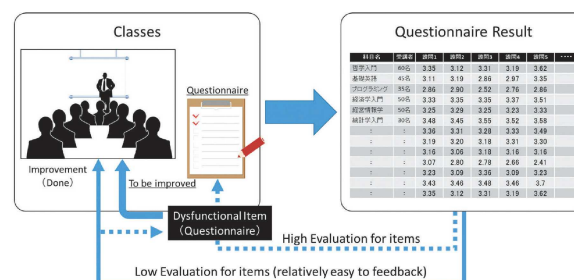 Classes
Questionnaire
Improvement
(Done)
To be improved
Dysfunctional Item
(Questionnaire)
Questionnaire Result
科目名 受講者 設問1 設問2 設問3 設問4 設問5 ････
哲学入門 60名 3.35 3.12 3.31 3.19 3.62
基礎英語 45名 3.11 3.19 2.86 2.97 3.35
プログラミング 35名 2.86 2.90 2.52 2.76 2.86
経済学入門 50名 3.33 3.35 3.35 3.37 3.51
経営情報学 50名 3.25 3.29 3.25 3.23 3.33
統計学入門 80名 3.48 3.45 3.55 3.52 3.58
: : 3.36 3.31 3.28 3.33 3.49
: : 3.19 3.20 3.18 3.31 3.30
: : 3.16 3.06 3.18 3.16 3.16
: : 3.07 2.80 2.78 2.66 2.41
: : 3.23 3.09 3.36 3.09 3.23
: : 3.43 3.46 3.48 3.46 3.7
: : 3.35 3.12 3.31 3.19 3.62
High Evaluation for items
Low Evaluation for items (relatively easy to feedback)